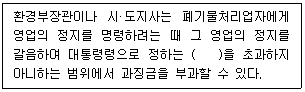 환경부장관이나 시·도지사는 폐기물처리업자에게
영업의 정지를 명령하려는 때 그 영업의 정지를
갈음하여 대통령령으로 정하는 (    )을 초과하지
아니하는 범위에서 과징금을 부과할 수 있다.